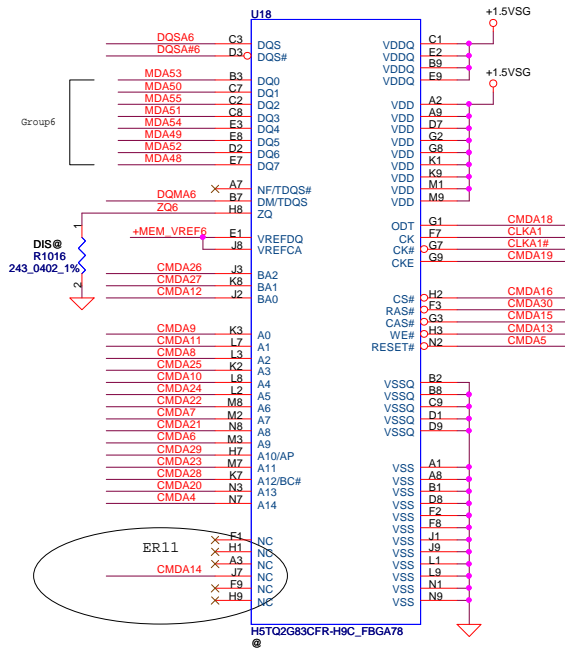 U18
+1.5VSG
DQSA6 C3 DQS VDDQ C1
DQSA#6 D3 DQS# VDDQ E2
VDDQ B9
MDA53 B3 DQ0 VDDQ E9
MDA50 C7 DQ1
+1.5VSG
MDA55 C2 DQ2 VDD A2
MDA51 C8 DQ3 VDD A9
Group6 MDA54 E3 DQ4 VDD D7
MDA49 E8 DQ5 VDD G2
MDA52 D2 DQ6 VDD G8
MDA48 E7 DQ7 VDD K1
VDD K9
A7 NF/TDQS# VDD M1
DQMA6 B7 DM/TDQS VDD M9
ZQ6 H8 ZQ
ODT G1 CMDA18
+MEM_VREF6 E1 VREFDQ CK F7 CLKA1
J8 VREFCA CK# G7 CLKA1#
CKE G9 CMDA19
1
DIS@
R1016
243_0402_1%
2
CMDA26 J3 BA2
CMDA27 K8 BA1 CS# H2 CMDA16
CMDA12 J2 BA0 RAS# F3 CMDA30
CAS# G3 CMDA15
WE# H3 CMDA13
CMDA9 K3 A0 RESET# N2 CMDA5
CMDA11 L7 A1
CMDA8 L3 A2
CMDA25 K2 A3
CMDA10 L8 A4 VSSQ B2
CMDA24 L2 A5 VSSQ B8
CMDA22 M8 A6 VSSQ C9
CMDA7 M2 A7 VSSQ D1
CMDA21 N8 A8 VSSQ D9
CMDA6 M3 A9
CMDA29 H7 A10/AP
CMDA23 M7 A11 VSS A1
CMDA28 K7 A12/BC# VSS A8
CMDA20 N3 A13 VSS B1
CMDA4 N7 A14 VSS D8
VSS F2
VSS F8
F1 NC VSS J1
ER11 H1 NC VSS J9
A3 NC VSS L1
CMDA14 J7 NC VSS L9
F9 NC VSS N1
H9 NC VSS N9
H5TQ2G83CFR-H9C_FBGA78
@